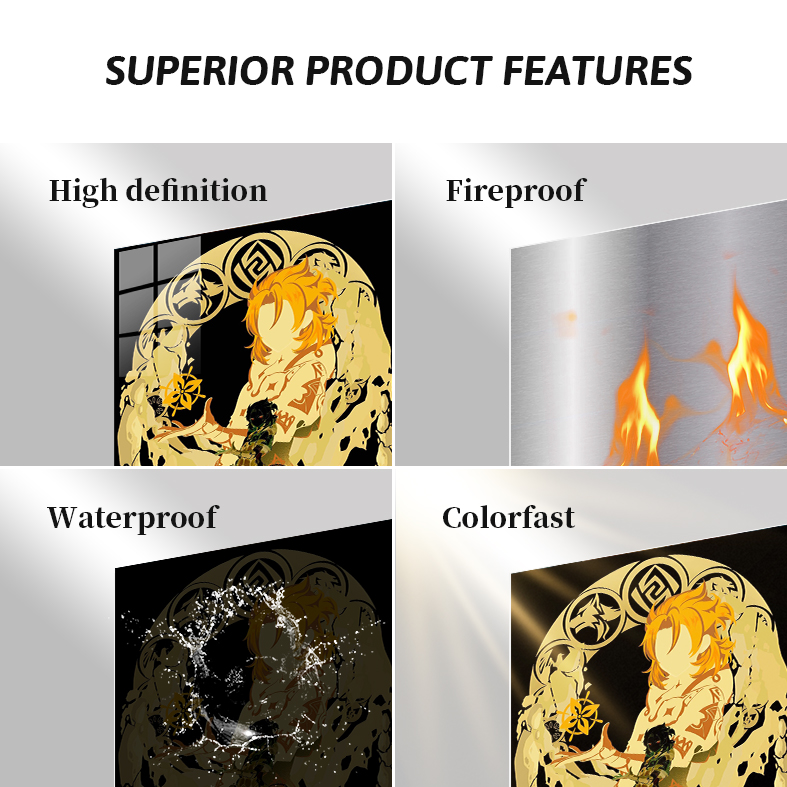 SUPERIOR PRODUCT FEATURES
High definition
Fireproof
Waterproof
Colorfast